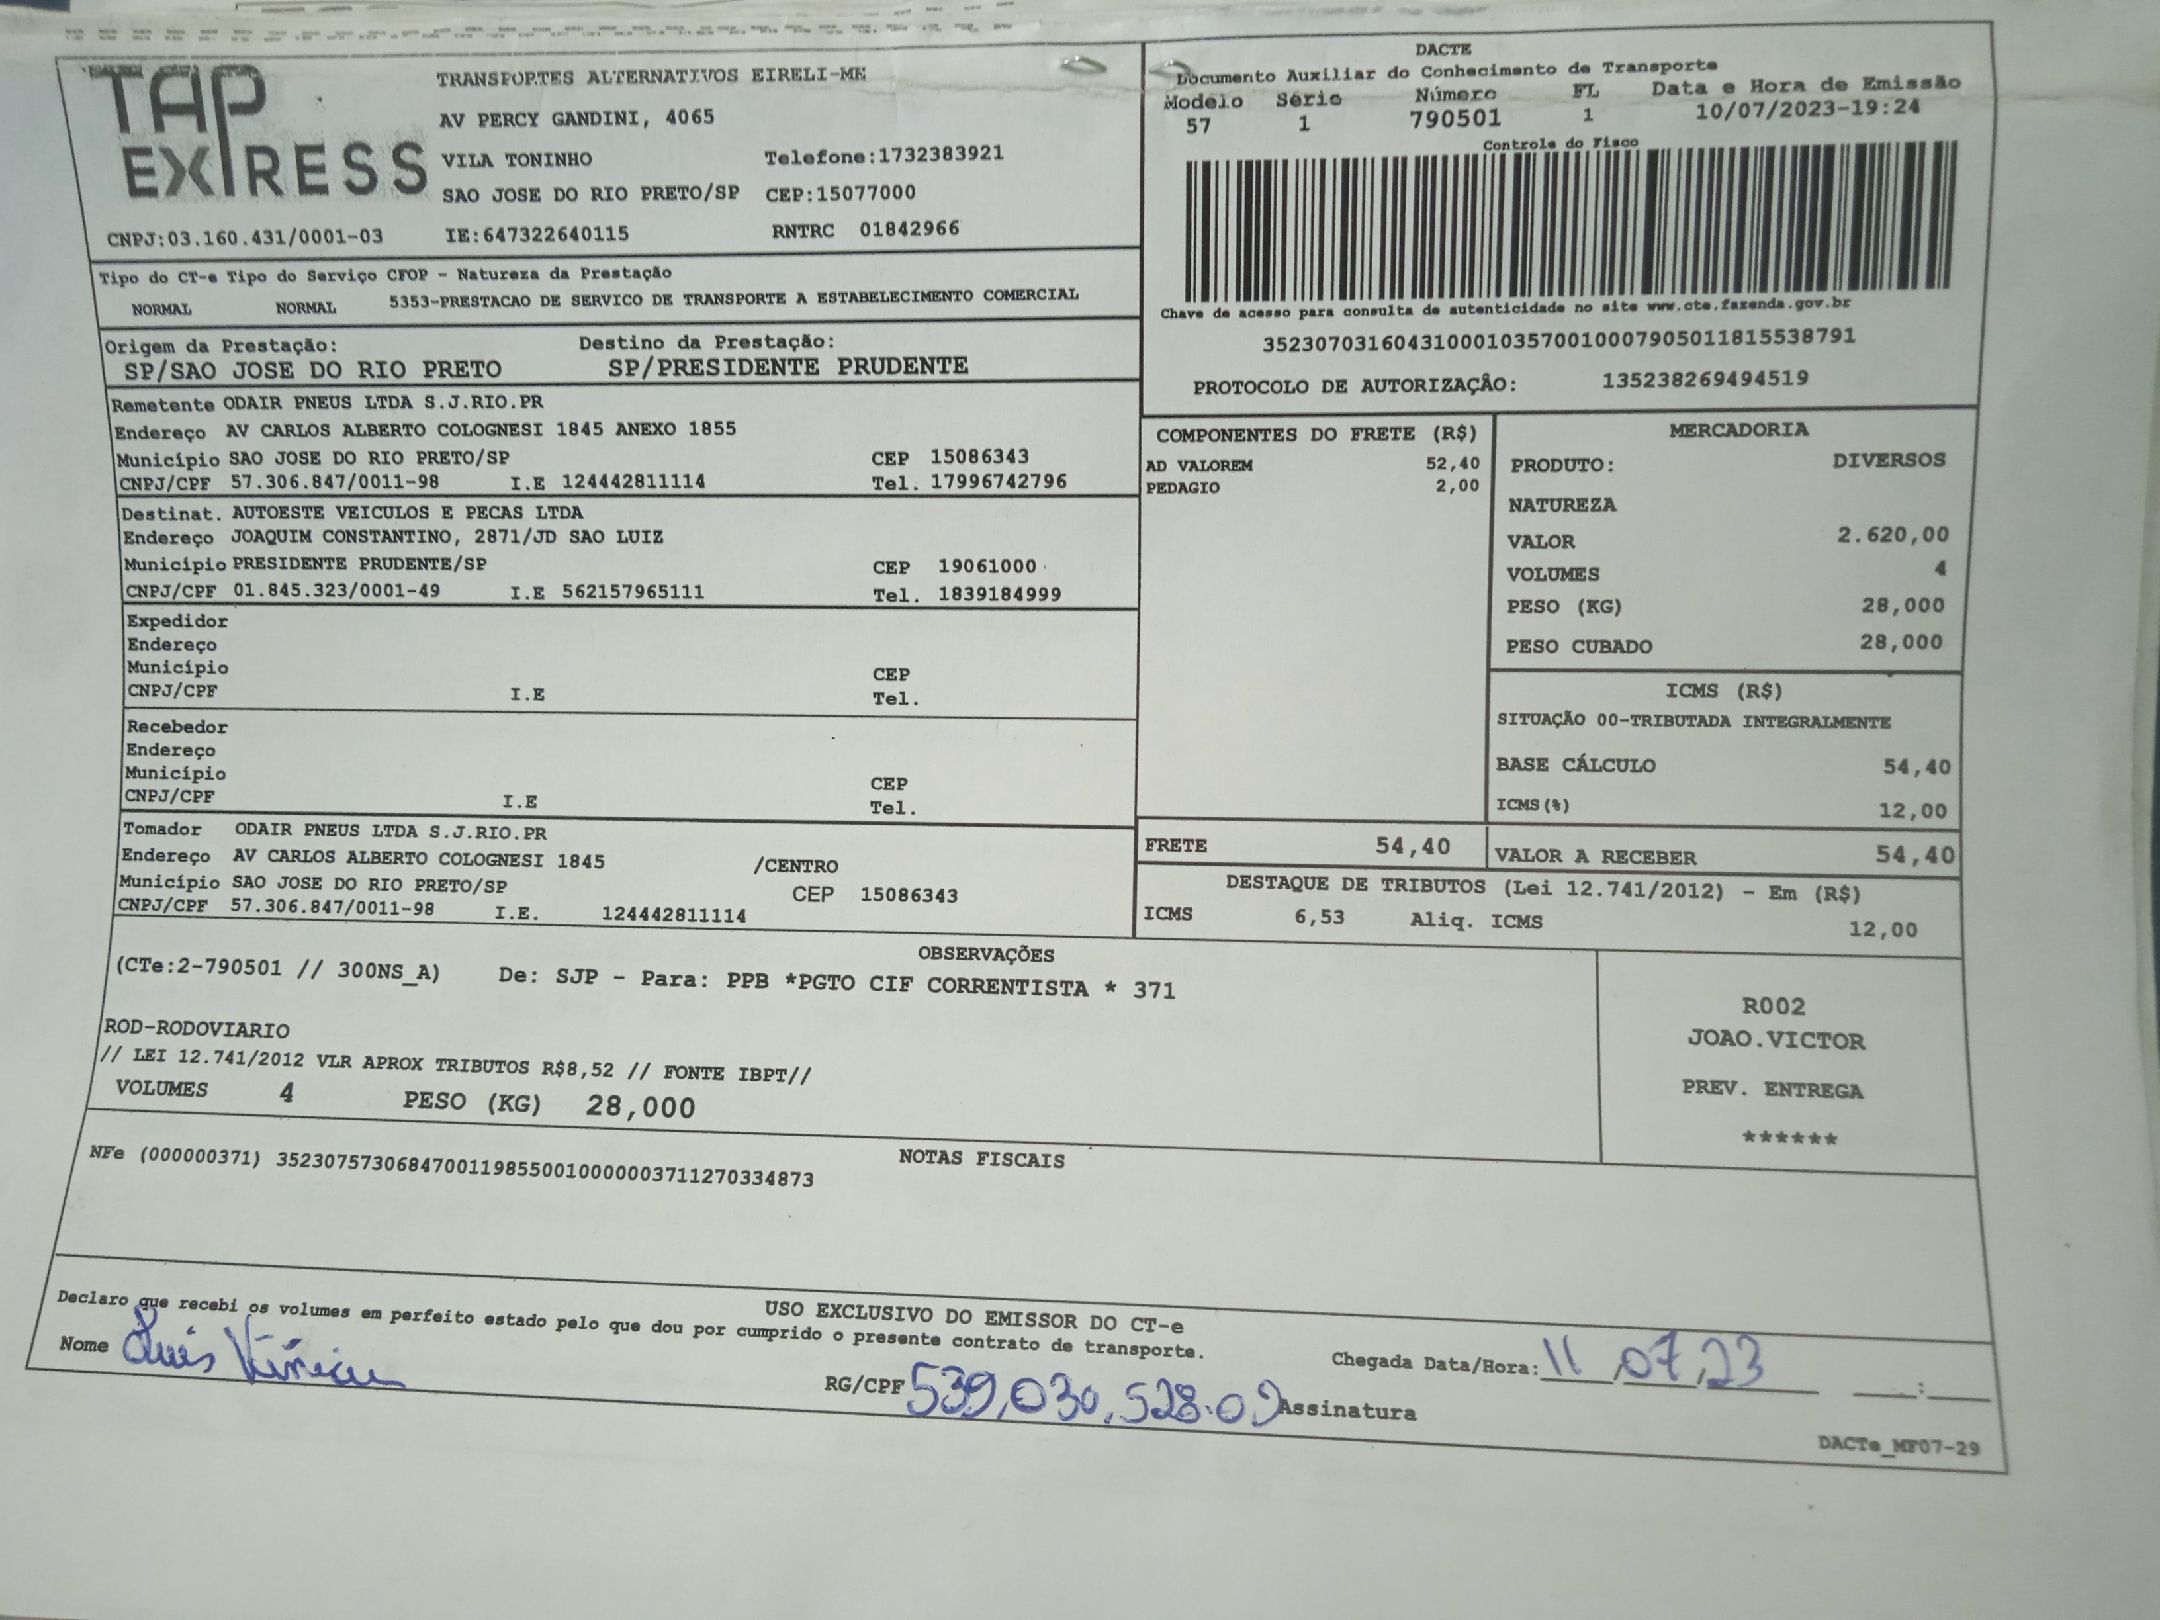 TAP EXPRESS
TRANSPORTES ALTERNATIVOS EIRELI-ME
AV PERCY GANDINI, 4065
VILA TONINHO Telefone:1732383921
SAO JOSE DO RIO PRETO/SP CEP:15077000
CNPJ:03.160.431/0001-03 IE:647322640115 RNTRC 01842966
DACTE
Documento Auxiliar do Conhecimento de Transporte
Modelo Série Número FL Data e Hora de Emissão
57 1 790501 1 10/07/2023-19:24
Controle do Fisco
Chave de acesso para consulta de autenticidade no site www.cte.fazenda.gov.br
35230703160431000103570010007905011815538791
PROTOCOLO DE AUTORIZAÇÃO: 135238269494519
Tipo do CT-e Tipo do Serviço CFOP - Natureza da Prestação
NORMAL NORMAL 5353-PRESTACAO DE SERVICO DE TRANSPORTE A ESTABELECIMENTO COMERCIAL
Origem da Prestação: Destino da Prestação:
SP/SAO JOSE DO RIO PRETO SP/PRESIDENTE PRUDENTE
Remetente ODAIR PNEUS LTDA S.J.RIO.PR
Endereço AV CARLOS ALBERTO COLOGNESI 1845 ANEXO 1855
Município SAO JOSE DO RIO PRETO/SP CEP 15086343
CNPJ/CPF 57.306.847/0011-98 I.E 124442811114 Tel. 17996742796
Destinat. AUTOESTE VEICULOS E PECAS LTDA
Endereço JOAQUIM CONSTANTINO, 2871/JD SAO LUIZ
Município PRESIDENTE PRUDENTE/SP CEP 19061000
CNPJ/CPF 01.845.323/0001-49 I.E 562157965111 Tel. 1839184999
Expedidor
Endereço
Município CEP
CNPJ/CPF I.E Tel.
Recebedor
Endereço
Município CEP
CNPJ/CPF I.E Tel.
Tomador ODAIR PNEUS LTDA S.J.RIO.PR
Endereço AV CARLOS ALBERTO COLOGNESI 1845 /CENTRO
Município SAO JOSE DO RIO PRETO/SP CEP 15086343
CNPJ/CPF 57.306.847/0011-98 I.E. 124442811114
COMPONENTES DO FRETE (R$)
AD VALOREM 52,40
PEDAGIO 2,00
MERCADORIA
PRODUTO: DIVERSOS
NATUREZA
VALOR 2.620,00
VOLUMES 4
PESO (KG) 28,000
PESO CUBADO 28,000
ICMS (R$)
SITUAÇÃO 00-TRIBUTADA INTEGRALMENTE
BASE CÁLCULO 54,40
ICMS(%) 12,00
FRETE 54,40 VALOR A RECEBER 54,40
DESTAQUE DE TRIBUTOS (Lei 12.741/2012) - Em (R$)
ICMS 6,53 Aliq. ICMS 12,00
OBSERVAÇÕES
(CTe:2-790501 // 300NS_A) De: SJP - Para: PPB *PGTO CIF CORRENTISTA * 371
ROD-RODOVIARIO
// LEI 12.741/2012 VLR APROX TRIBUTOS R$8,52 // FONTE IBPT//
VOLUMES 4 PESO (KG) 28,000
R002
JOAO.VICTOR
PREV. ENTREGA
******
NOTAS FISCAIS
NFe (000000371) 35230757306847001198550010000003711270334873
USO EXCLUSIVO DO EMISSOR DO CT-e
Declaro que recebi os volumes em perfeito estado pelo que dou por cumprido o presente contrato de transporte.
Nome Luis Vinicius RG/CPF 539,030,528.09 Assinatura Chegada Data/Hora: 11,07,23 :
DACTe_MF07-29